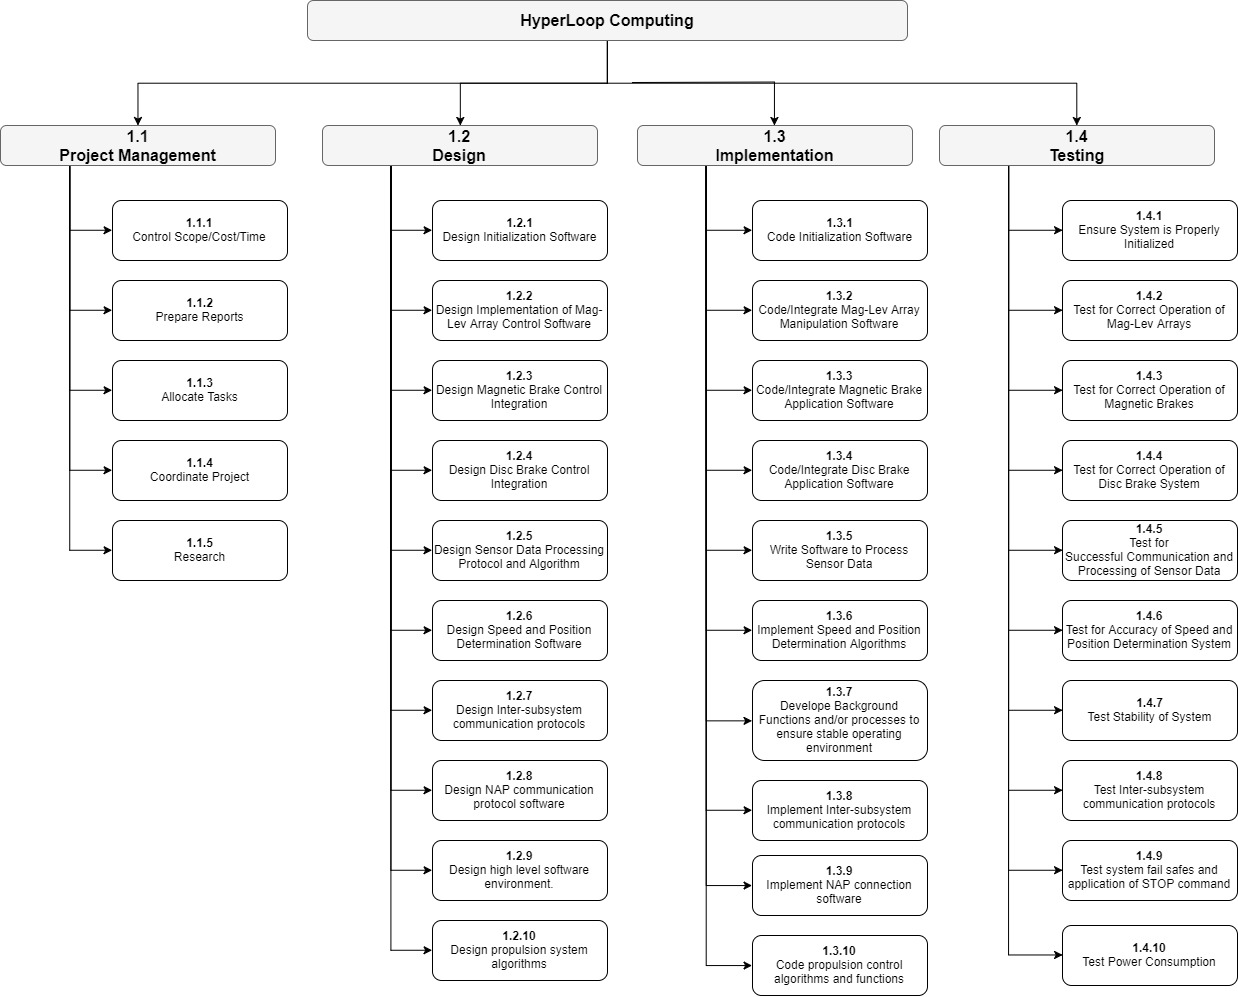 HyperLoop Computing
1.1
Project Management
1.1.1
Control Scope/Cost/Time
1.1.2
Prepare Reports
1.1.3
Allocate Tasks
1.1.4
Coordinate Project
1.1.5
Research
1.2
Design
1.2.1
Design Initialization Software
1.2.2
Design Implementation of Mag-
Lev Array Control Software
1.2.3
Design Magnetic Brake Control
Integration
1.2.4
Design Disc Brake Control
Integration
1.2.5
Design Sensor Data Processing
Protocol and Algorithm
1.2.6
Design Speed and Position
Determination Software
1.2.7
Design Inter-subsystem
communication protocols
1.2.8
Design NAP communication
protocol software
1.2.9
Design high level software
environment.
1.2.10
Design propulsion system
algorithms
1.3
Implementation
1.3.1
Code Initialization Software
1.3.2
Code/Integrate Mag-Lev Array
Manipulation Software
1.3.3
Code/Integrate Magnetic Brake
Application Software
1.3.4
Code/Integrate Disc Brake
Application Software
1.3.5
Write Software to Process
Sensor Data
1.3.6
Implement Speed and Position
Determination Algorithms
1.3.7
Develope Background
Functions and/or processes to
ensure stable operating
environment
1.3.8
Implement Inter-subsystem
communication protocols
1.3.9
Implement NAP connection
software
1.3.10
Code propulsion control
algorithms and functions
1.4
Testing
1.4.1
Ensure System is Properly
Initialized
1.4.2
Test for Correct Operation of
Mag-Lev Arrays
1.4.3
Test for Correct Operation of
Magnetic Brakes
1.4.4
Test for Correct Operation of
Disc Brake System
1.4.5
Test for
Successful Communication and
Processing of Sensor Data
1.4.6
Test for Accuracy of Speed and
Position Determination System
1.4.7
Test Stability of System
1.4.8
Test Inter-subsystem
communication protocols
1.4.9
Test system fail safes and
application of STOP command
1.4.10
Test Power Consumption